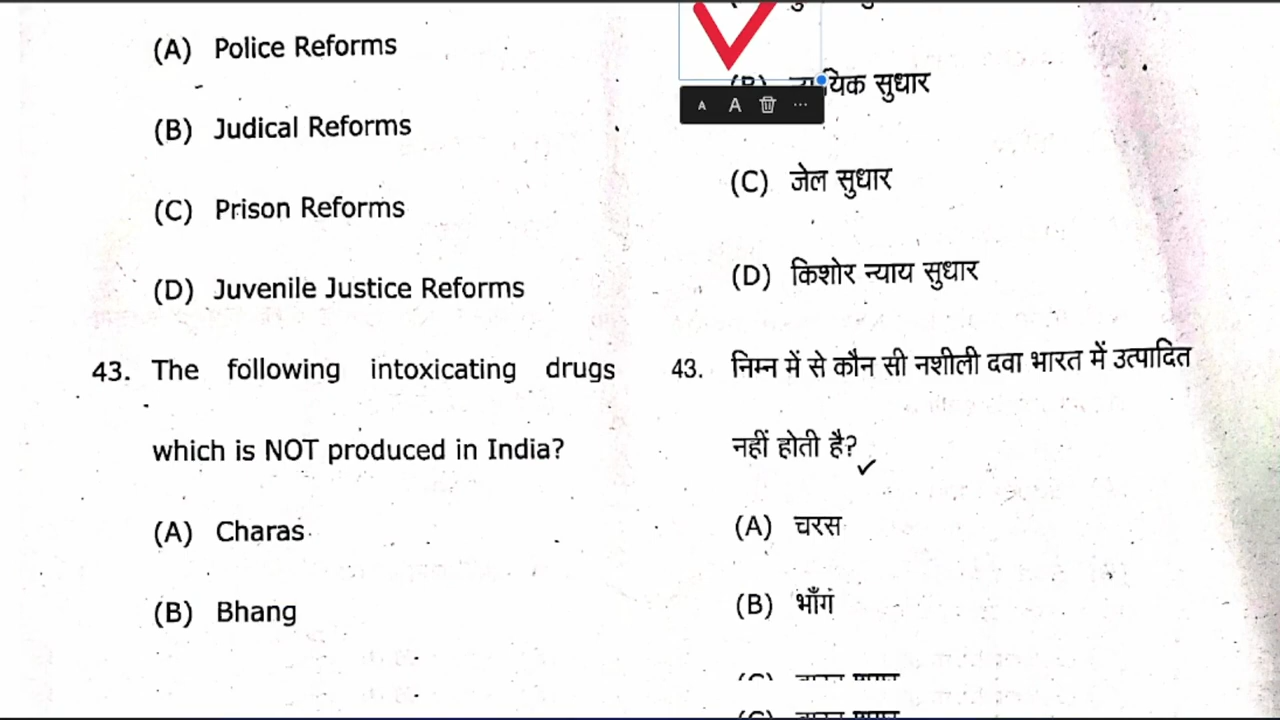 (A) Police Reforms
(B) Judical Reforms
(C) Prison Reforms
(D) Juvenile Justice Reforms
43. The following intoxicating drugs
which is NOT produced in India?
(A) Charas
(B) Bhang
सुधार
(C) जेल सुधार
(D) किशोर न्याय सुधार
43. निम्न में से कौन सी नशीली दवा भारत में उत्पादित
नहीं होती है?
(A) चरस
(B) भाँग